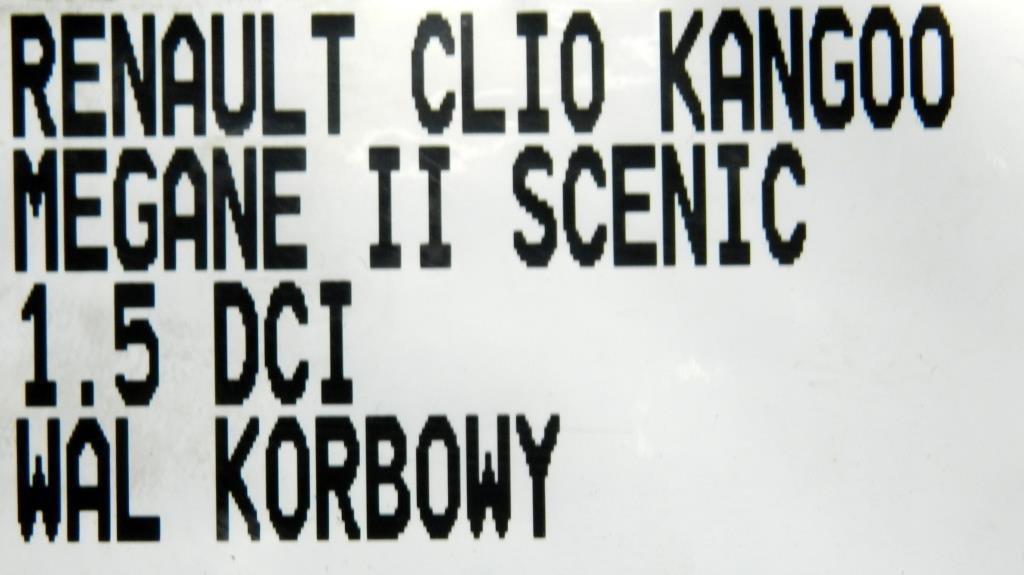 RENAULT CLIO KANGOO
MEGANE II SCENIC
1.5 DCI
WAL KORBOWY